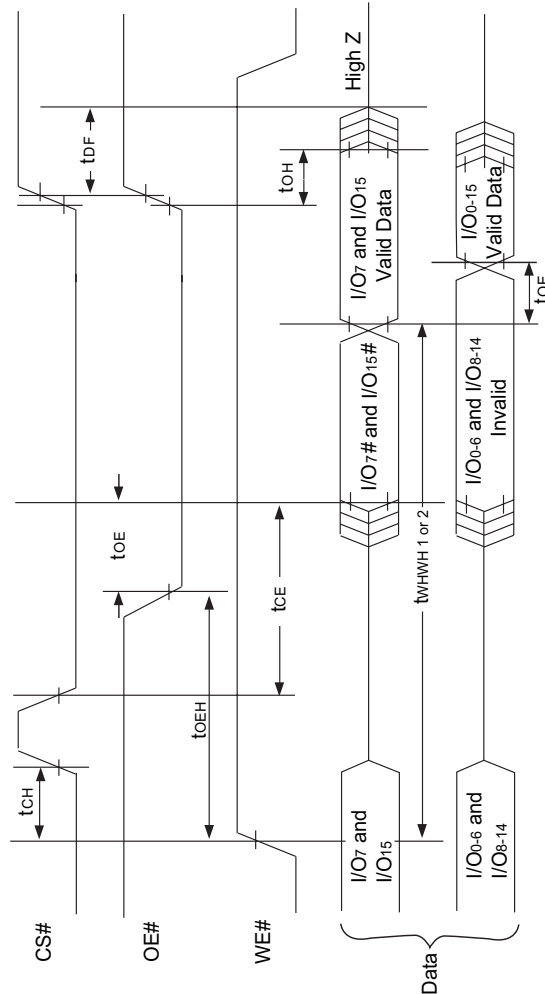 CS#
tCH
tDF
OE#
tOE
tOEH
WE#
tCE
High Z
tOH
Data
I/O7 and
I/O15
I/O7# and I/O15#
I/O7 and I/O15
Valid Data
tWHWH 1 or 2
I/O0-6 and
I/O8-14
I/O0-6 and I/O8-14
Invalid
I/O0-15
Valid Data
tOE